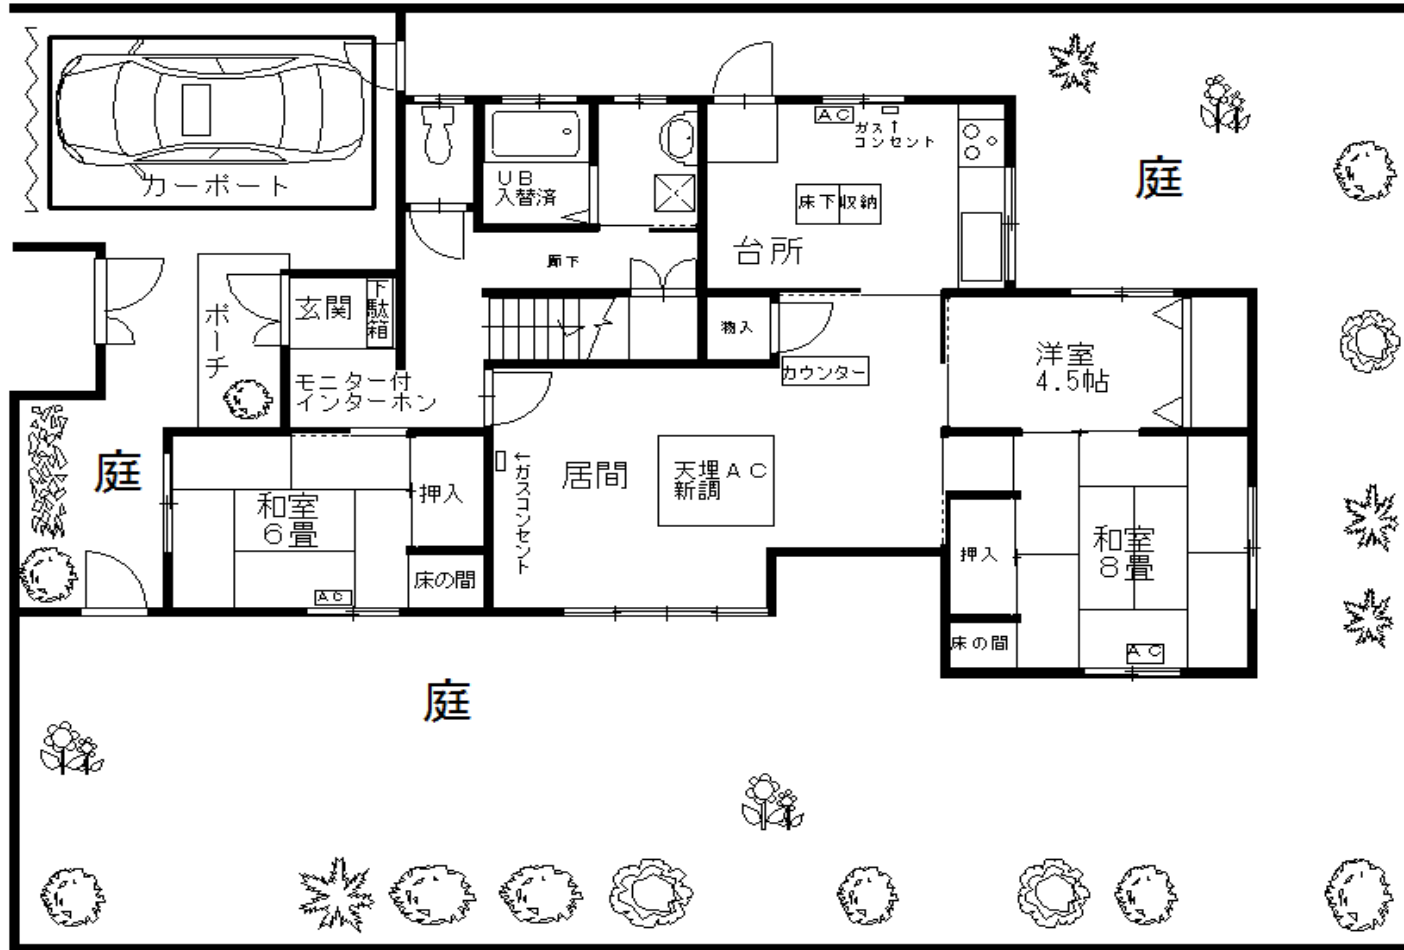 カーポート
ＵＢ
入替済
ＡＣ
ガス↑
コンセント
床下収納
台所
庭
廊下
玄関
下駄箱
ポーチ
モニター付
インターホン
物入
カウンター
洋室
4.5帖
庭
和室
６畳
押入
床の間
ＡＣ
←ガスコンセント
居間
天埋ＡＣ
新調
押入
和室
８畳
床の間
ＡＣ
庭